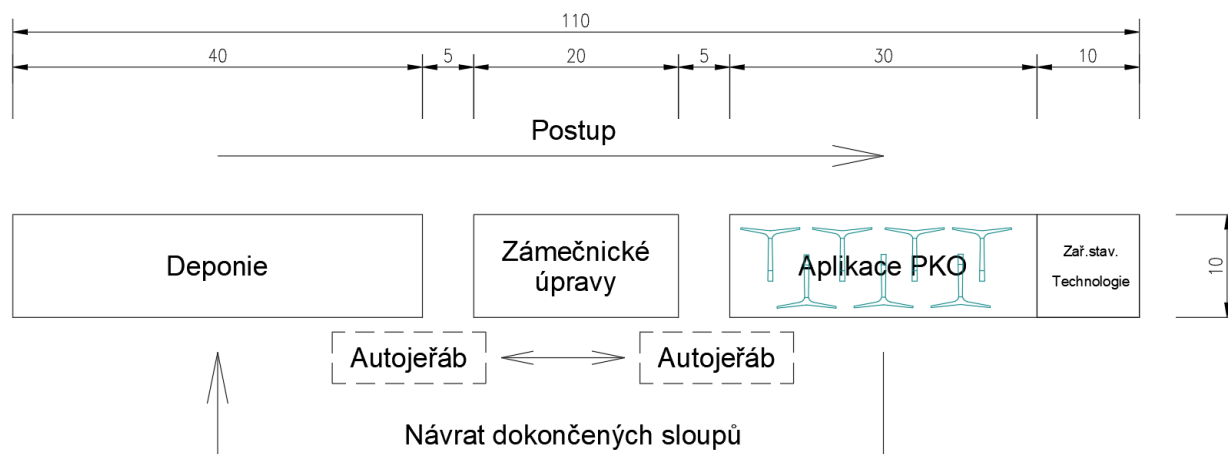 110
40 5 20 5 30 10
Postup
Deponie
Zámečnické
úpravy
Aplikace PKO
Zař.stav.
Technologie
10
Autojeřáb
Autojeřáb
Návrat dokončených sloupů